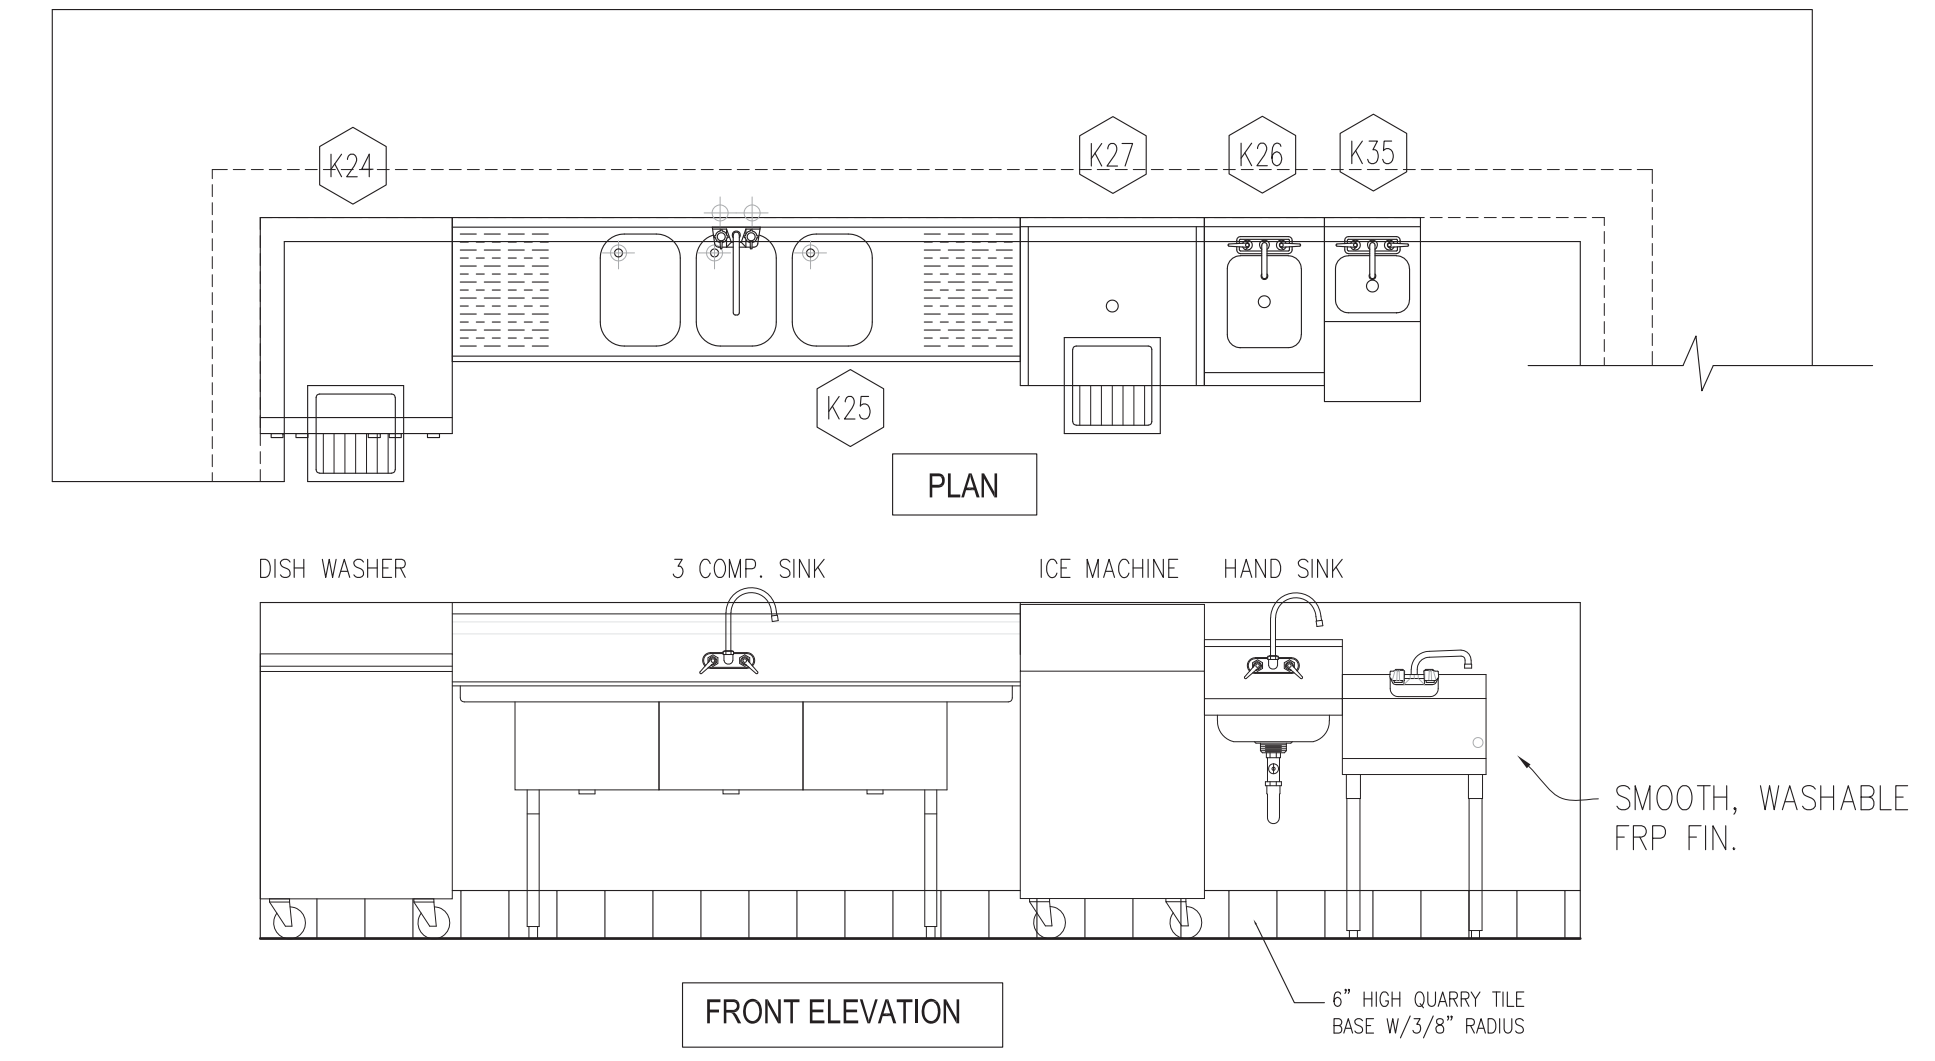 K24
K27
K26
K35
K25
PLAN
DISH WASHER
3 COMP. SINK
ICE MACHINE
HAND SINK
SMOOTH, WASHABLE
FRP FIN.
FRONT ELEVATION
6” HIGH QUARRY TILE
BASE W/3/8” RADIUS